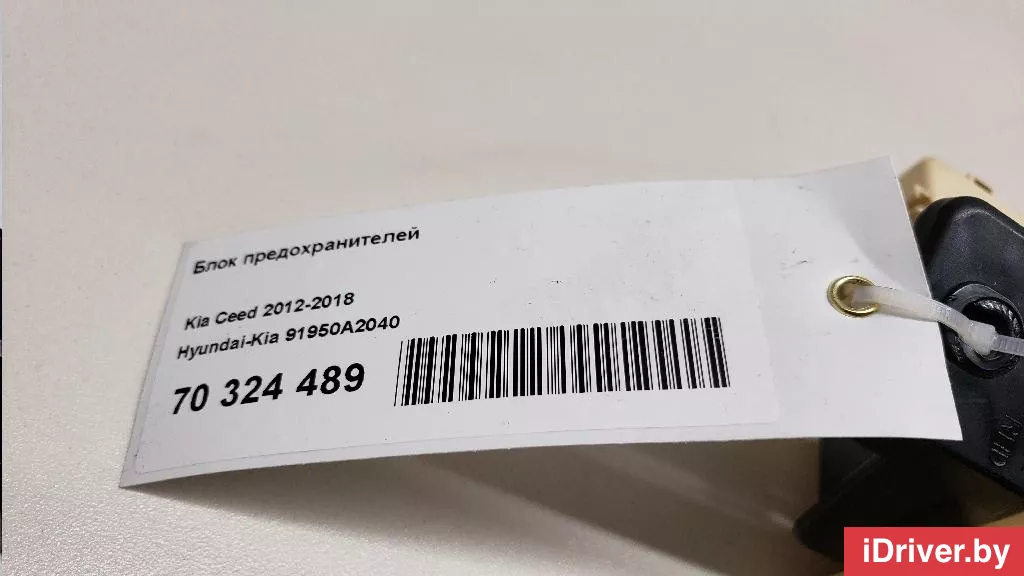 Блок предохранителей
Kia Ceed 2012-2018
Hyundai-Kia 91950A2040
70 324 489
iDriver.by